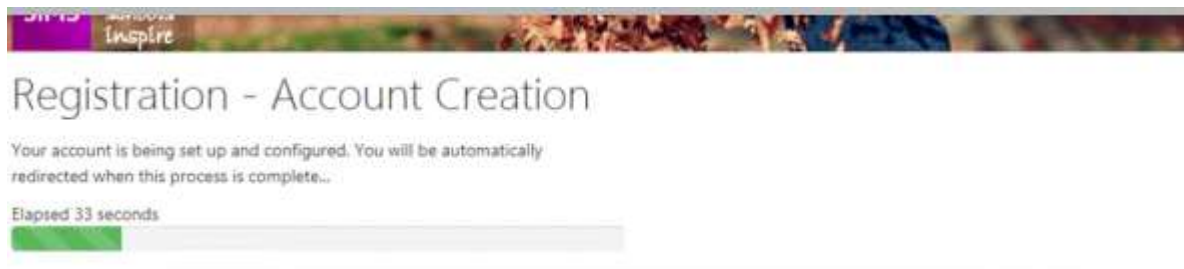 SIMS
inspire
Registration - Account Creation
Your account is being set up and configured. You will be automatically
redirected when this process is complete...
Elapsed 33 seconds